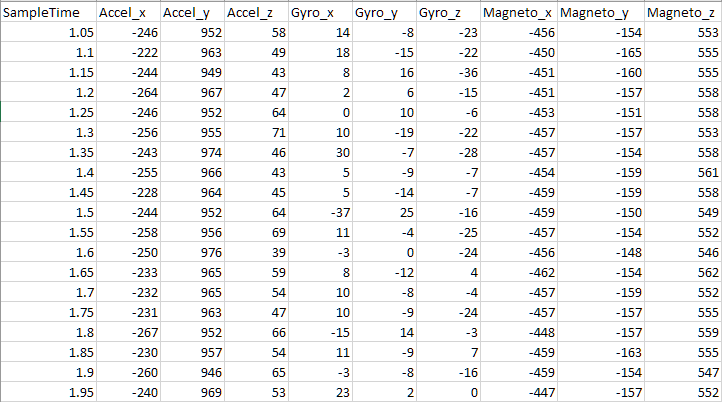 SampleTime Accel_x Accel_y Accel_z Gyro_x Gyro_y Gyro_z Magneto_x Magneto_y Magneto_z
1.05 -246 952 58 14 -8 -23 -456 -154 553
1.1 -222 963 49 18 -15 -22 -450 -165 555
1.15 -244 949 43 8 16 -36 -451 -160 555
1.2 -264 967 47 2 6 -15 -451 -157 558
1.25 -246 952 64 0 10 -6 -453 -151 558
1.3 -256 955 71 10 -19 -22 -457 -157 553
1.35 -243 974 46 30 -7 -28 -457 -154 558
1.4 -255 966 43 5 -9 -7 -454 -159 561
1.45 -228 964 45 5 -14 -7 -459 -159 558
1.5 -244 952 64 -37 25 -16 -459 -150 549
1.55 -258 956 69 11 -4 -25 -457 -154 552
1.6 -250 976 39 -3 0 -24 -456 -148 546
1.65 -233 965 59 8 -12 4 -462 -154 562
1.7 -232 965 54 10 -8 -4 -457 -159 552
1.75 -231 963 47 10 -9 -24 -457 -157 555
1.8 -267 952 66 -15 14 -3 -448 -157 559
1.85 -230 957 54 11 -9 7 -459 -163 555
1.9 -260 946 65 -3 -8 -16 -459 -154 547
1.95 -240 969 53 23 2 0 -447 -157 552